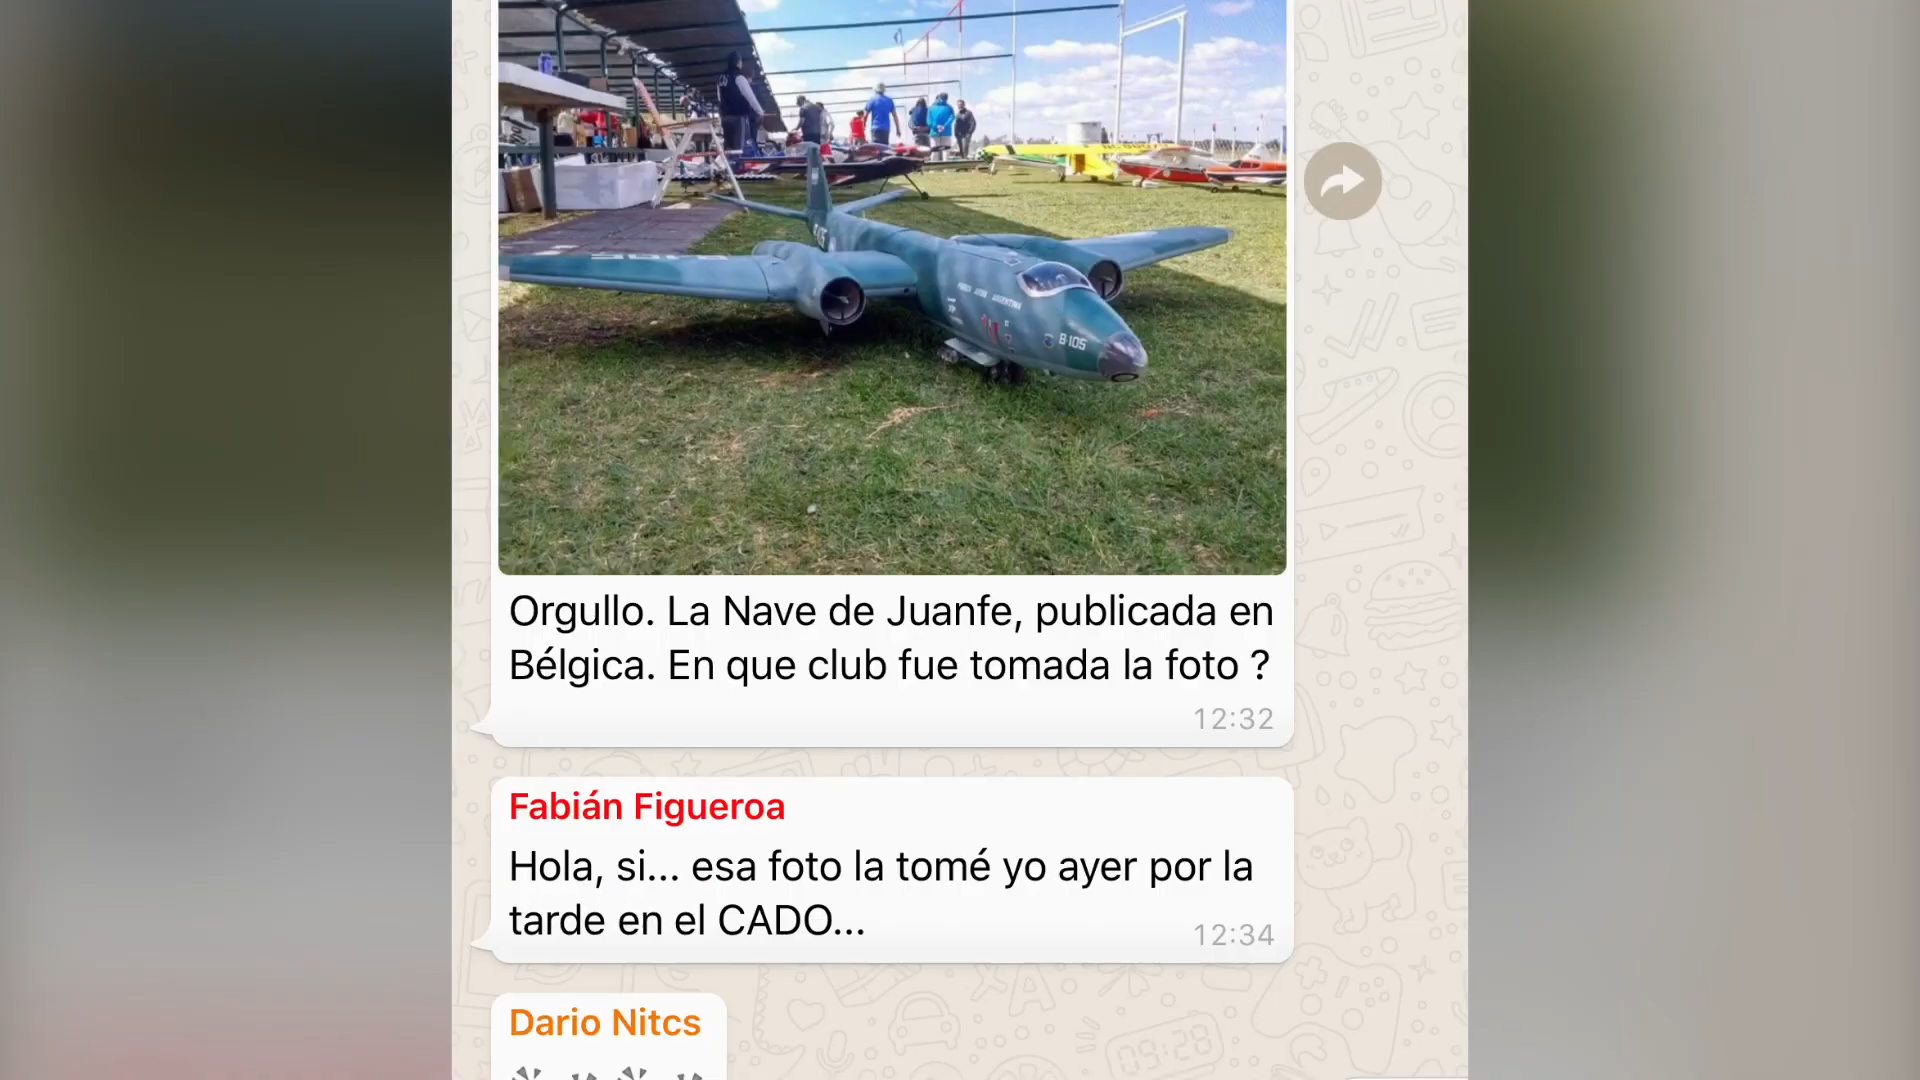 B-105
Orgullo. La Nave de Juanfe, publicada en
Bélgica. En que club fue tomada la foto ?
12:32
Fabián Figueroa
Hola, si... esa foto la tomé yo ayer por la
tarde en el CADO...
12:34
Dario Nitcs